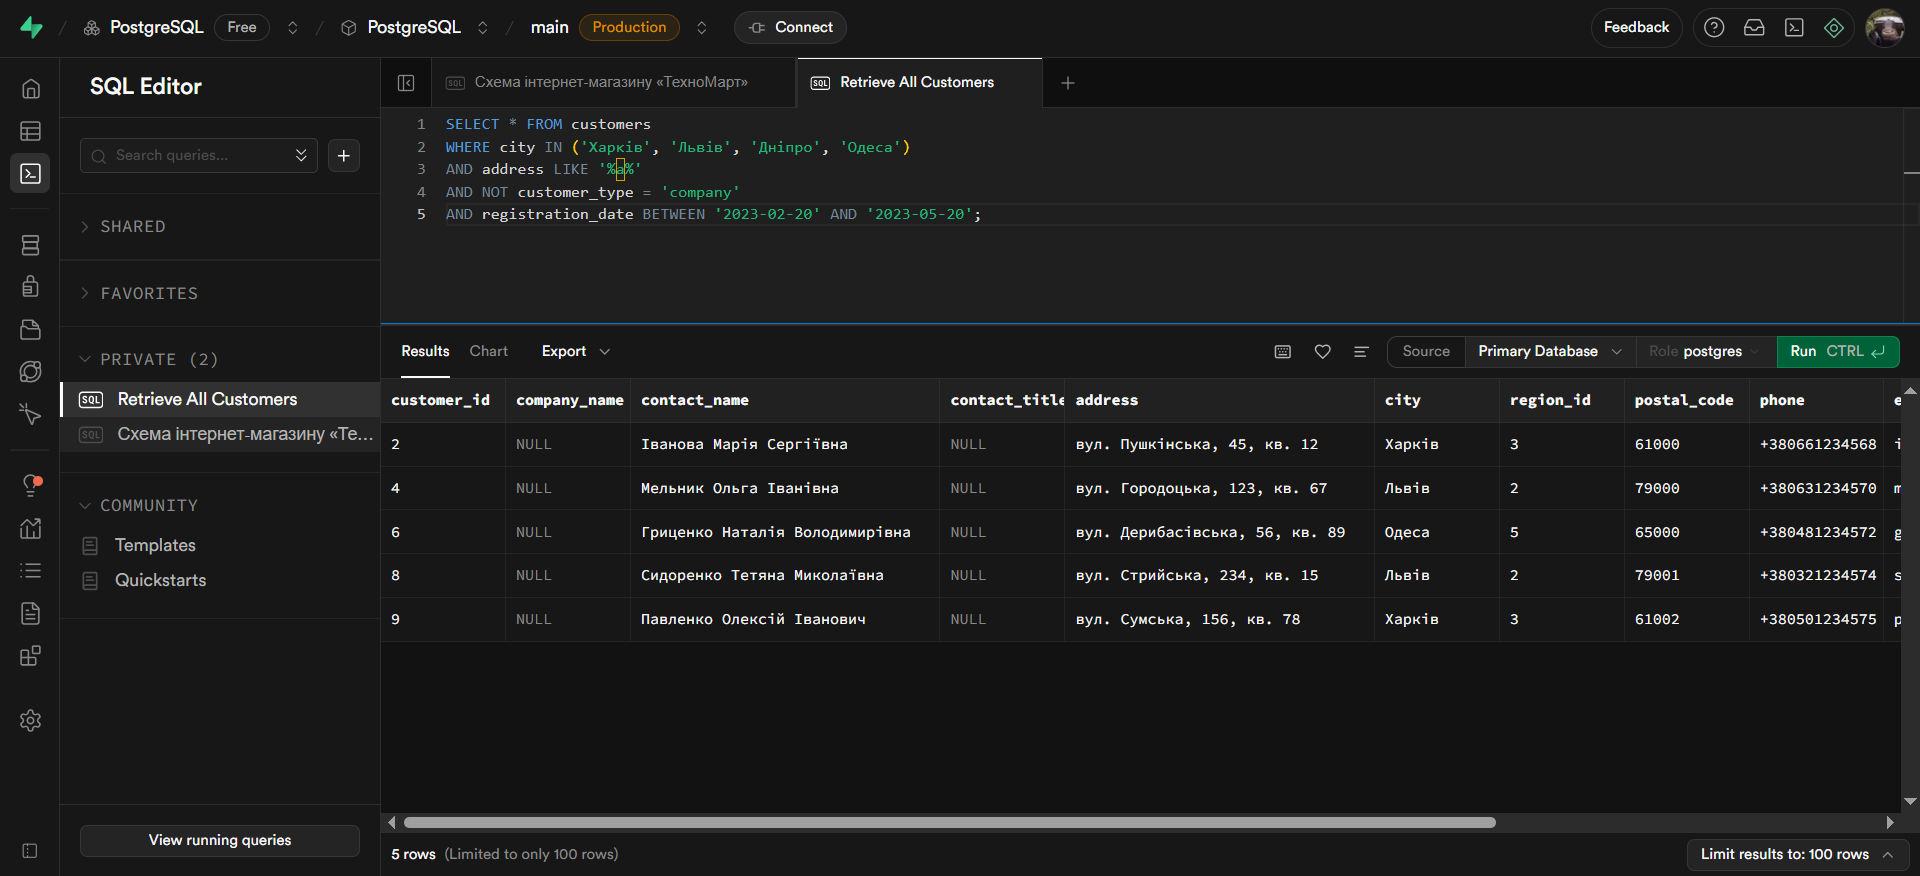 PostgreSQL Free / PostgreSQL / main Production Connect Feedback
SQL Editor
Схема інтернет-магазину «ТехноМарт»
Retrieve All Customers
Search queries...
SHARED
FAVORITES
PRIVATE (2)
Retrieve All Customers
Схема інтернет-магазину «Те...
COMMUNITY
Templates
Quickstarts
View running queries
1 SELECT * FROM customers
2 WHERE city IN ('Харків', 'Львів', 'Дніпро', 'Одеса')
3 AND address LIKE '%а%'
4 AND NOT customer_type = 'company'
5 AND registration_date BETWEEN '2023-02-20' AND '2023-05-20';
Results Chart Export Source Primary Database Role postgres Run CTRL
customer_id company_name contact_name contact_title address city region_id postal_code phone e
2 NULL Іванова Марія Сергіївна NULL вул. Пушкінська, 45, кв. 12 Харків 3 61000 +380661234568 i
4 NULL Мельник Ольга Іванівна NULL вул. Городоцька, 123, кв. 67 Львів 2 79000 +380631234570 m
6 NULL Гриценко Наталія Володимирівна NULL вул. Дерибасівська, 56, кв. 89 Одеса 5 65000 +380481234572 g
8 NULL Сидоренко Тетяна Миколаївна NULL вул. Стрийська, 234, кв. 15 Львів 2 79001 +380321234574 s
9 NULL Павленко Олексій Іванович NULL вул. Сумська, 156, кв. 78 Харків 3 61002 +380501234575 p
5 rows (Limited to only 100 rows)
Limit results to: 100 rows